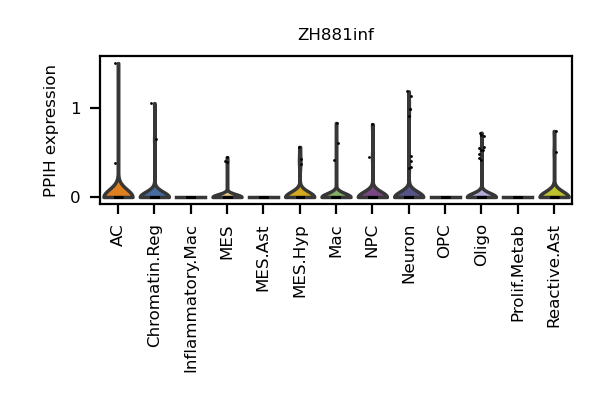 ZH881inf
PPIH expression
1
0
AC
Chromatin.Reg
Inflammatory.Mac
MES
MES.Ast
MES.Hyp
Mac
NPC
Neuron
OPC
Oligo
Prolif.Metab
Reactive.Ast